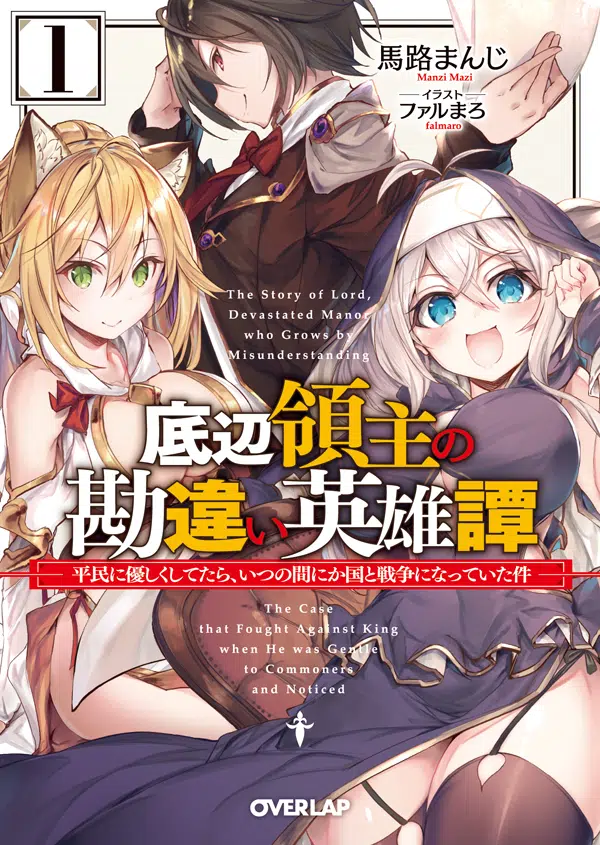 1
馬路まんじ
Manzi Mazi
イラスト
ファルまろ
falmaro
The Story of Lord,
Devastated Manor
who Grows by
Misunderstanding
底辺領主の
勘違い英雄譚
平民に優しくしてたら、いつの間にか国と戦争になっていた件
The Case
that Fought Against King
when He was Gentle
to Commoners
and Noticed
OVERLAP